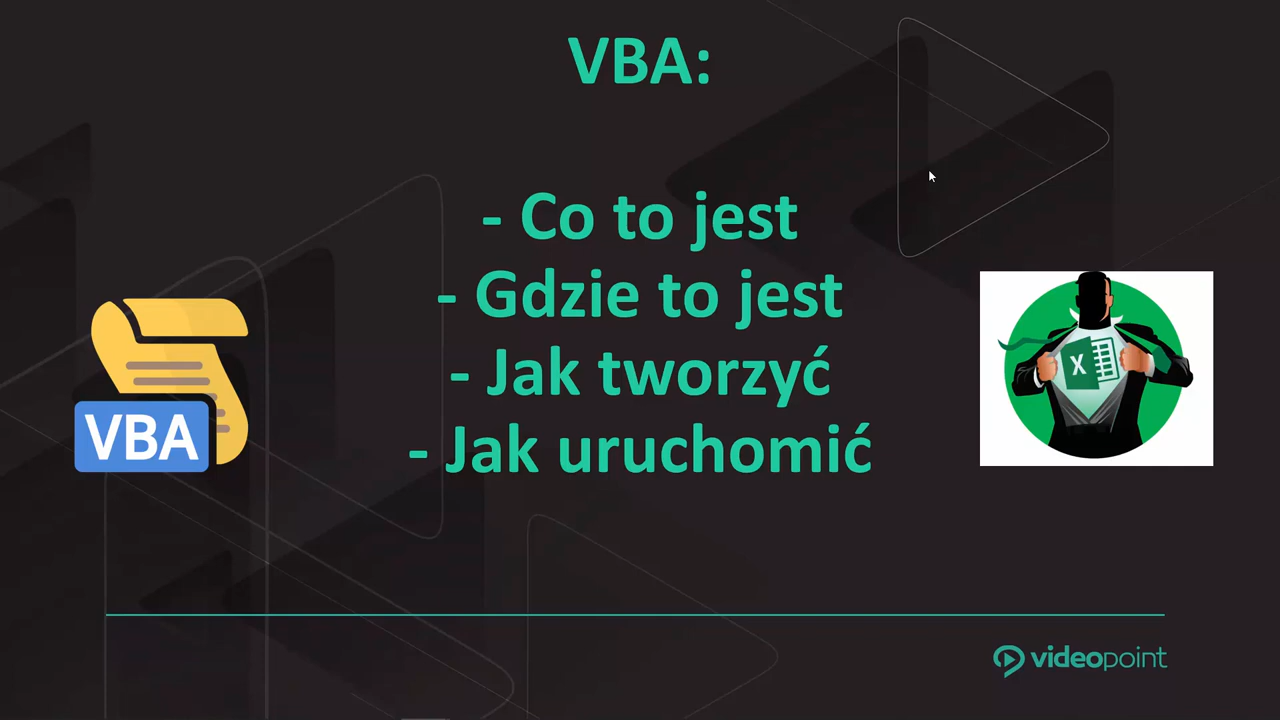 VBA:
- Co to jest
- Gdzie to jest
- Jak tworzyć
- Jak uruchomić
VBA
X
videopoint